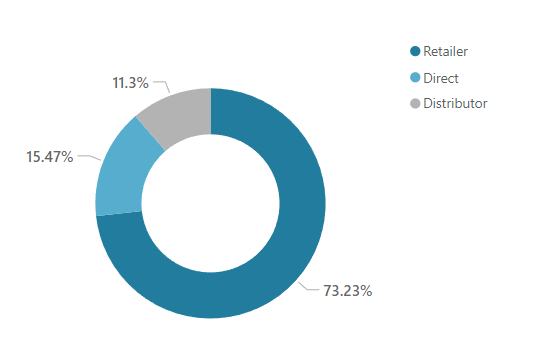 Retailer
Direct
Distributor
11.3%
15.47%
73.23%